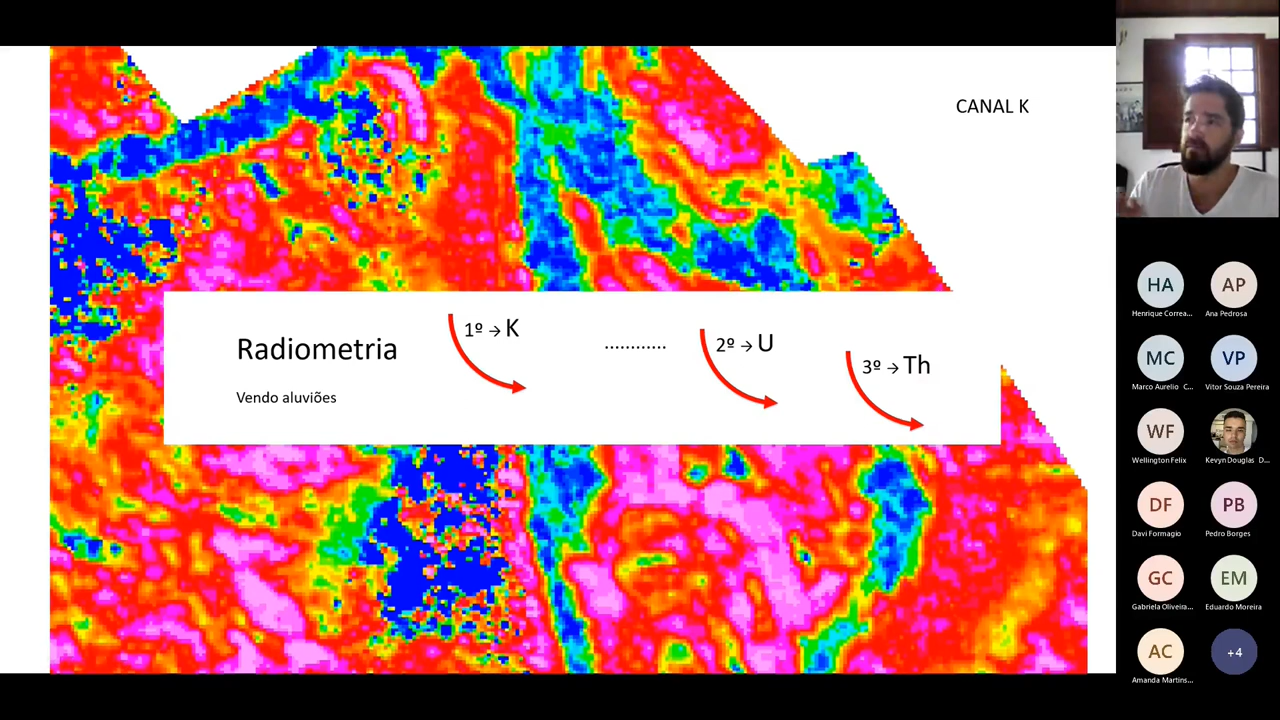 CANAL K
Radiometria
Vendo aluviões
1º → K
............
2º → U
3º → Th
HA
Henrique Correa...
AP
Ana Pedrosa
MC
Marco Aurelio C...
VP
Vitor Souza Pereira
WF
Wellington Felix
Kevyn Douglas D...
DF
Davi Formagio
PB
Pedro Borges
GC
Gabriela Oliveira...
EM
Eduardo Moreira
AC
Amanda Martins...
+4